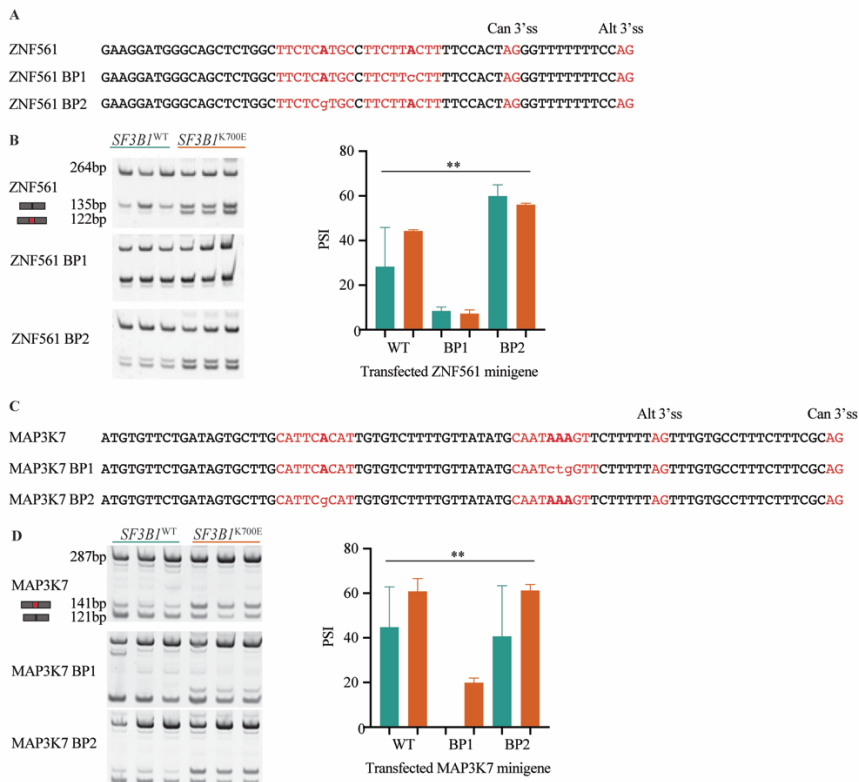 A
Can 3'ss Alt 3'ss
ZNF561 GAAGGATGGGCAGCTCTGGCTTCTCATGCCTTCTTACTTTTCCACTAGGGTTTTTTTCCAG
ZNF561 BP1 GAAGGATGGGCAGCTCTGGCTTCTCATGCCTTCTTcCTTTTCCACTAGGGTTTTTTTCCAG
ZNF561 BP2 GAAGGATGGGCAGCTCTGGCTTCTCgTGCCTTCTTACTTTTCCACTAGGGTTTTTTTCCAG
B
SF3B1WT SF3B1K700E
264bp
ZNF561
135bp
122bp
ZNF561 BP1
ZNF561 BP2
80
60
40
20
0
PSI
**
WT BP1 BP2
Transfected ZNF561 minigene
C
Alt 3'ss Can 3'ss
MAP3K7 ATGTGTTCTGATAGTGCTTGCATTCACATTGTGTCTTTTGTTATATGCAATAAAGTTCTTTTTAGTTTGTGCCTTTCTTTCGCAG
MAP3K7 BP1 ATGTGTTCTGATAGTGCTTGCATTCACATTGTGTCTTTTGTTATATGCAATctgGTTCTTTTTAGTTTGTGCCTTTCTTTCGCAG
MAP3K7 BP2 ATGTGTTCTGATAGTGCTTGCATTCgCATTGTGTCTTTTGTTATATGCAATAAAGTTCTTTTTAGTTTGTGCCTTTCTTTCGCAG
D
SF3B1WT SF3B1K700E
287bp
MAP3K7
141bp
121bp
MAP3K7 BP1
MAP3K7 BP2
80
60
40
20
0
PSI
**
WT BP1 BP2
Transfected MAP3K7 minigene